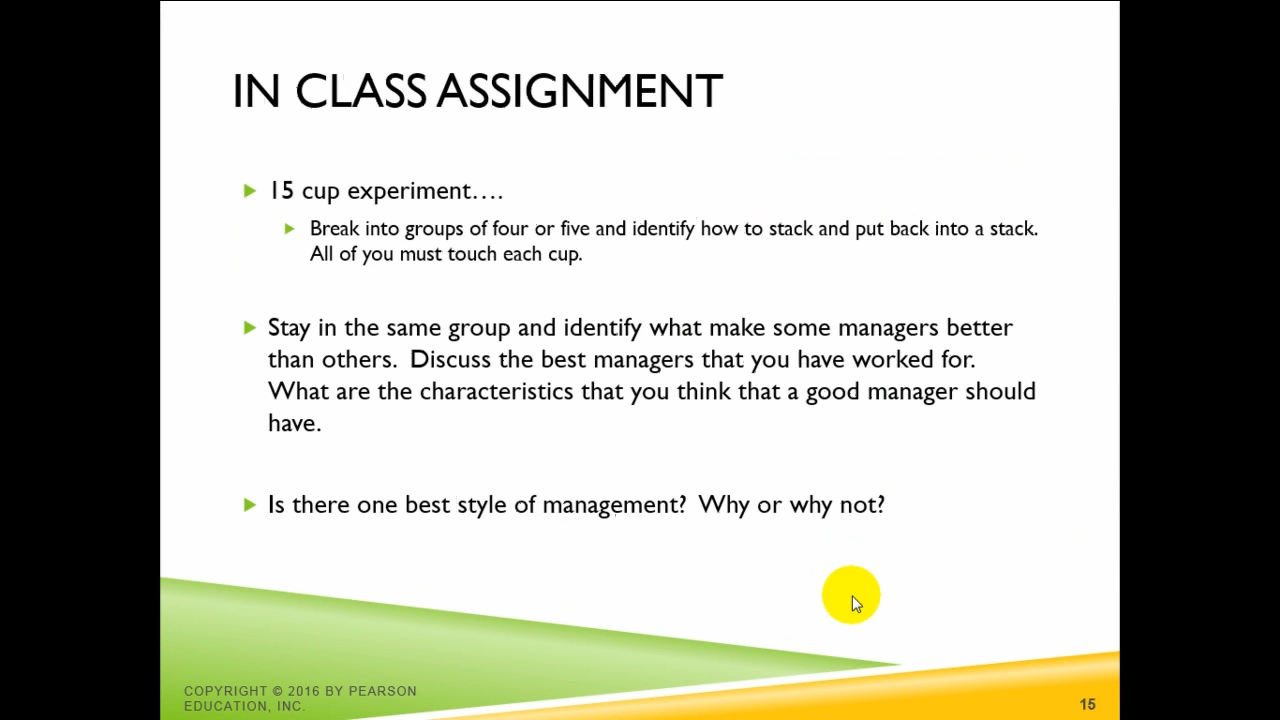 IN CLASS ASSIGNMENT
15 cup experiment….
Break into groups of four or five and identify how to stack and put back into a stack.
All of you must touch each cup.
Stay in the same group and identify what make some managers better
than others.  Discuss the best managers that you have worked for.
What are the characteristics that you think that a good manager should
have.
Is there one best style of management?  Why or why not?
COPYRIGHT © 2016 BY PEARSON
EDUCATION, INC.
15